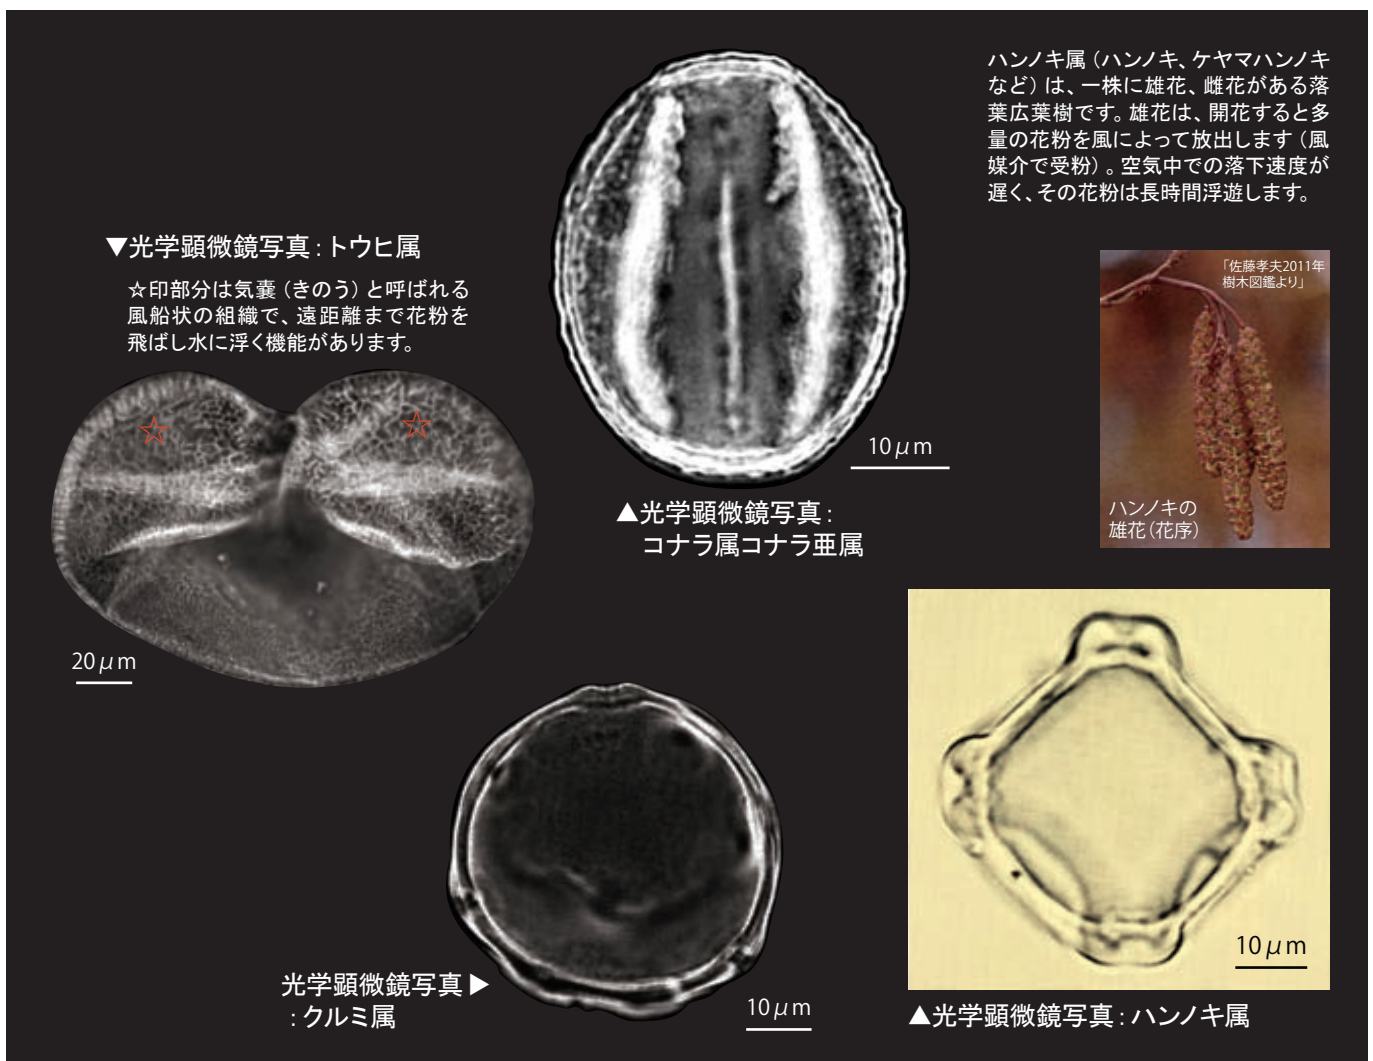 ハンノキ属（ハンノキ、ケヤマハンノキ
など）は、一株に雄花、雌花がある落
葉広葉樹です。雄花は、開花すると多
量の花粉を風によって放出します（風
媒介で受粉）。空気中での落下速度が
遅く、その花粉は長時間浮遊します。
▼光学顕微鏡写真：トウヒ属
☆印部分は気嚢（きのう）と呼ばれる
風船状の組織で、遠距離まで花粉を
飛ばし水に浮く機能があります。
☆ ☆
20μm
10μm
▲光学顕微鏡写真：
コナラ属コナラ亜属
「佐藤孝夫2011年
樹木図鑑より」
ハンノキの
雄花（花序）
光学顕微鏡写真▶
：クルミ属
10μm
10μm
▲光学顕微鏡写真：ハンノキ属